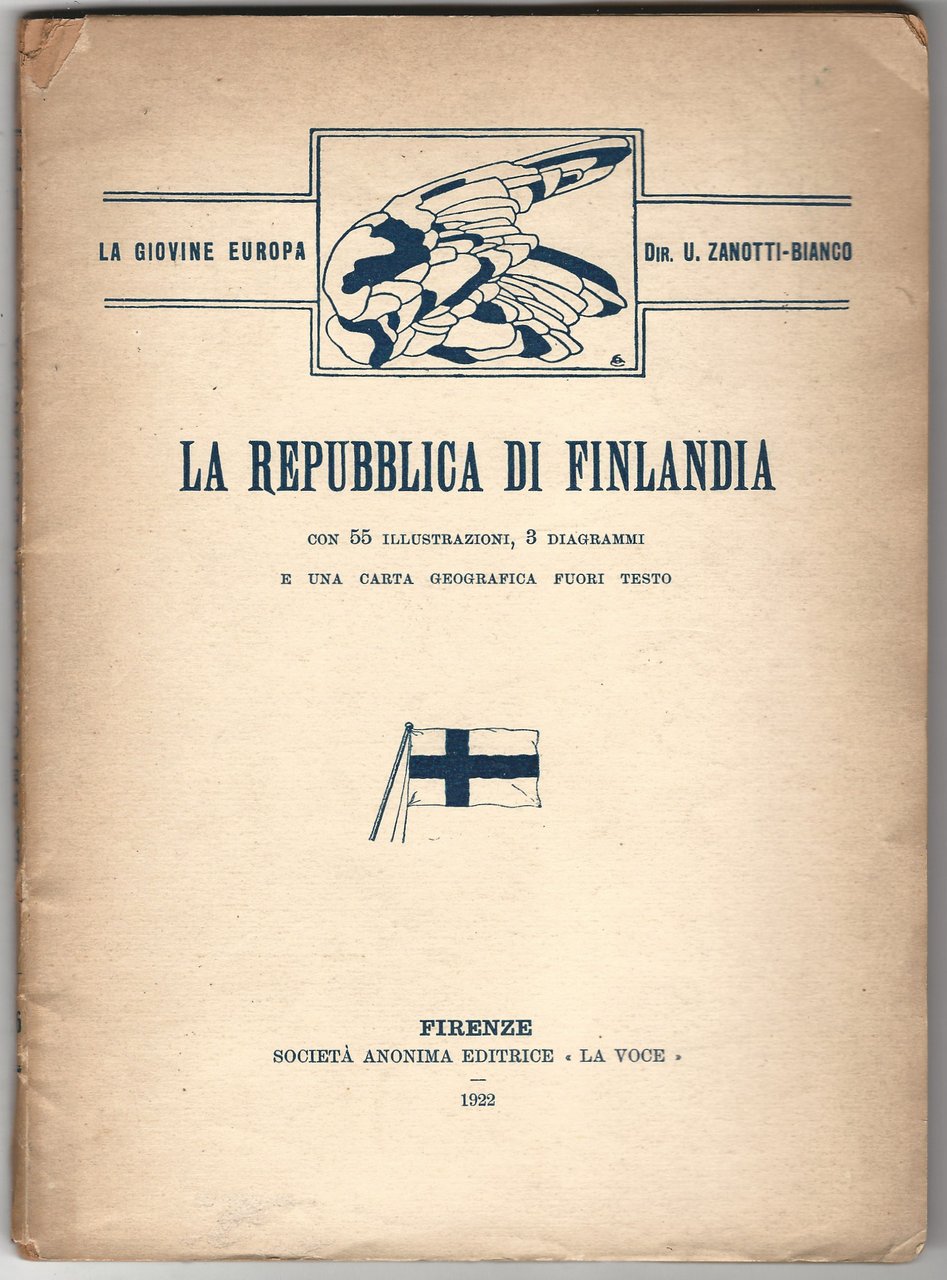 LA GIOVINE EUROPA
DIR. U. ZANOTTI-BIANCO
LA REPUBBLICA DI FINLANDIA
CON 55 ILLUSTRAZIONI, 3 DIAGRAMMI
E UNA CARTA GEOGRAFICA FUORI TESTO
FIRENZE
SOCIETÀ ANONIMA EDITRICE « LA VOCE »
1922